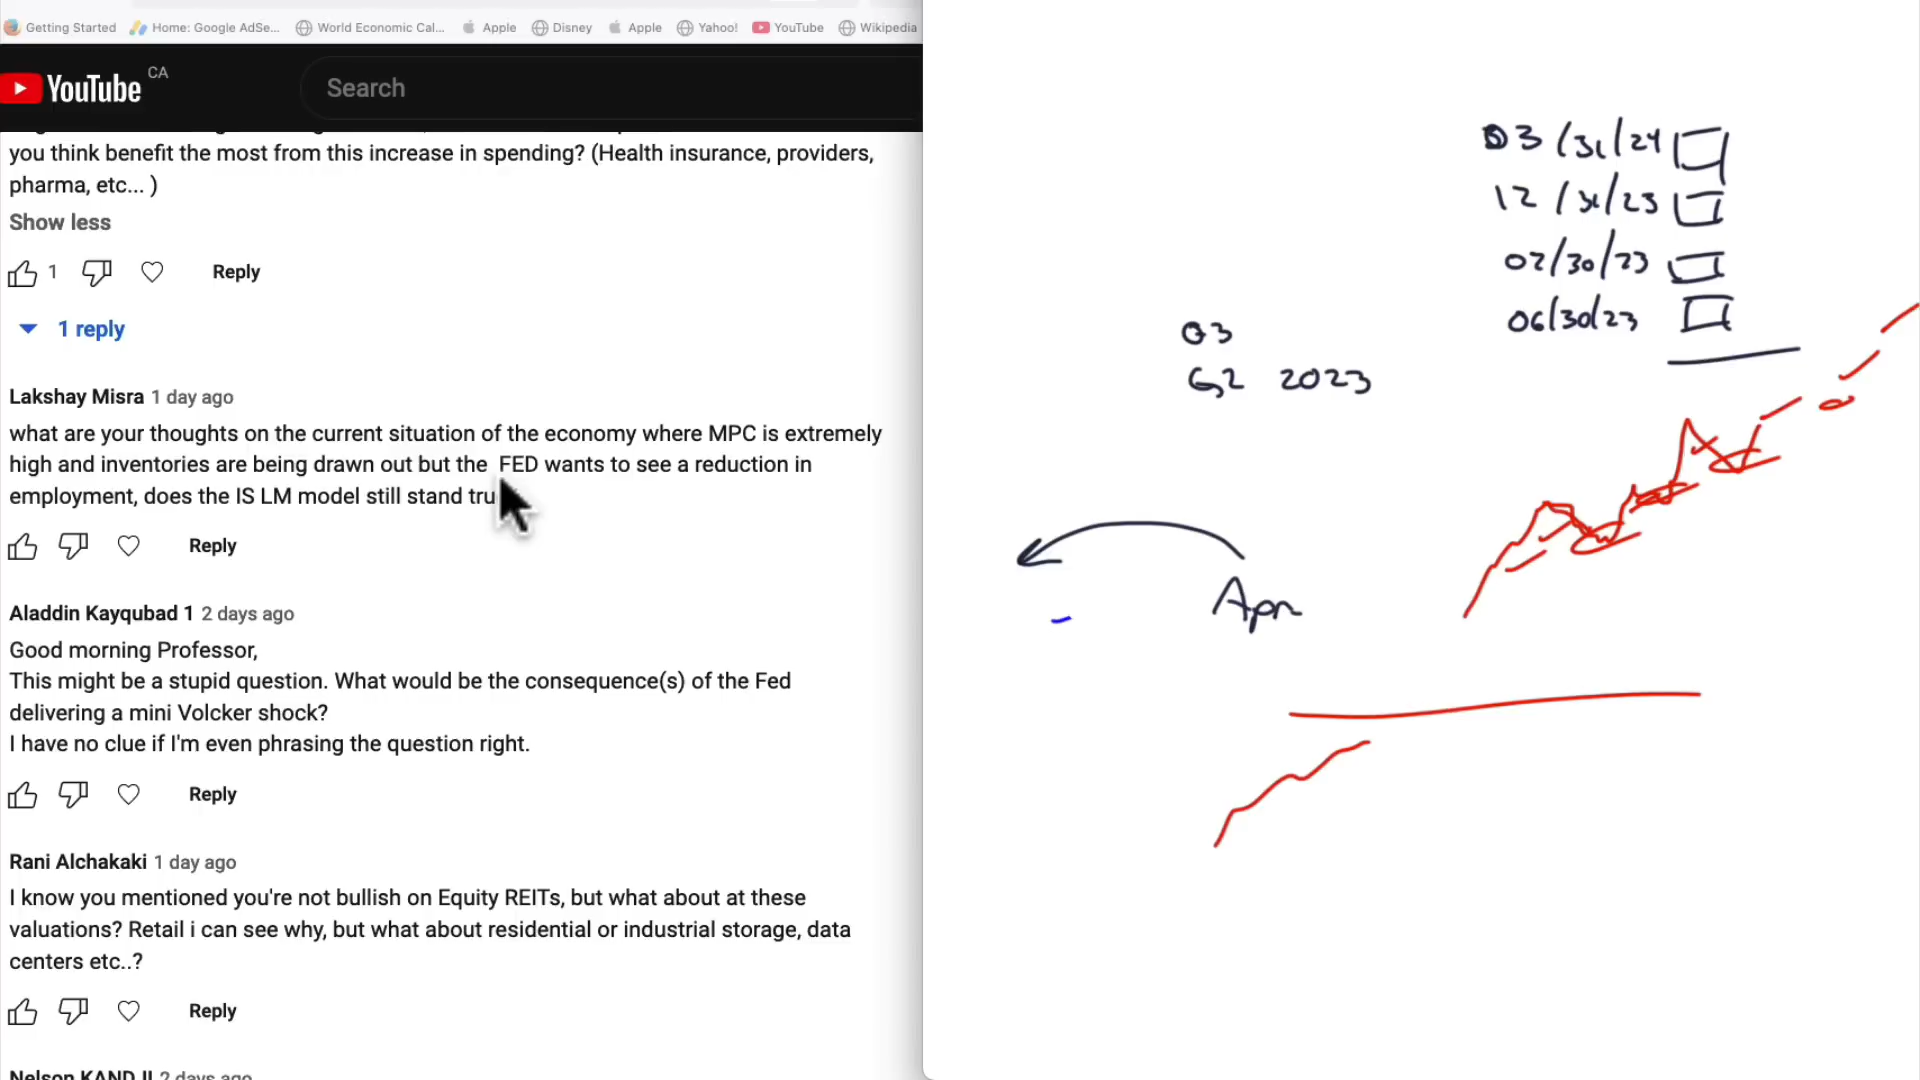 Getting Started
Home: Google AdSe...
World Economic Cal...
Apple
Disney
Apple
Yahoo!
YouTube
Wikipedia
YouTube CA
Search
you think benefit the most from this increase in spending? (Health insurance, providers,
pharma, etc... )
Show less
1
Reply
1 reply
Lakshay Misra 1 day ago
what are your thoughts on the current situation of the economy where MPC is extremely
high and inventories are being drawn out but the FED wants to see a reduction in
employment, does the IS LM model still stand tru
Reply
Aladdin Kayqubad 1 2 days ago
Good morning Professor,
This might be a stupid question. What would be the consequence(s) of the Fed
delivering a mini Volcker shock?
I have no clue if I'm even phrasing the question right.
Reply
Rani Alchakaki 1 day ago
I know you mentioned you're not bullish on Equity REITs, but what about at these
valuations? Retail i can see why, but what about residential or industrial storage, data
centers etc..?
Reply
2 days ago
03/31/24
12/31/23
06/30/23
Q3
Q2 2023
Apr